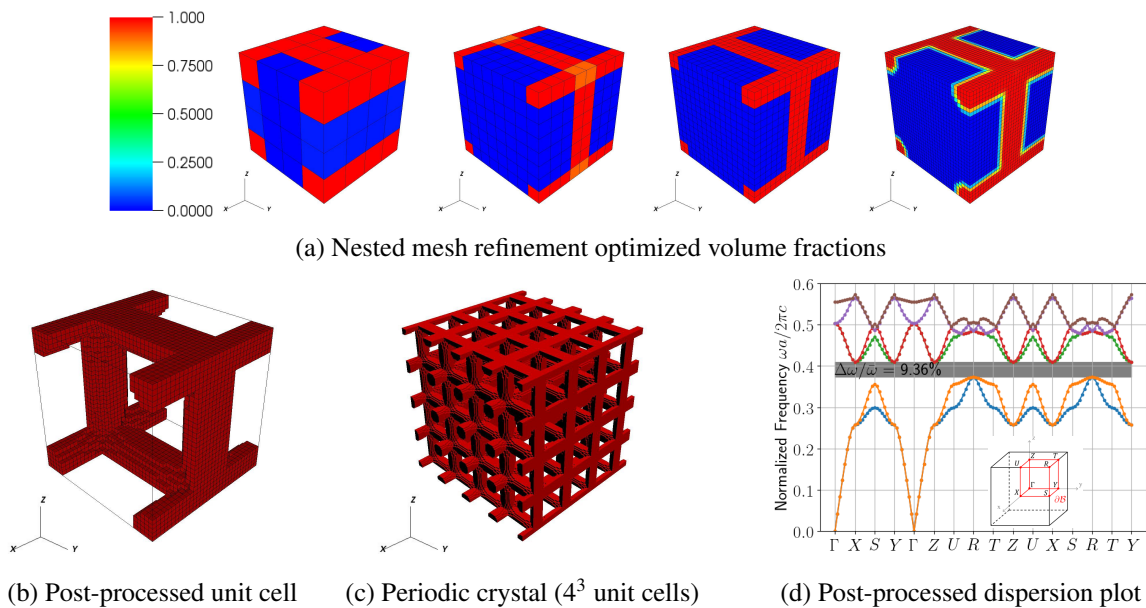 1.000
0.7500
0.5000
0.2500
0.0000
Z
X Y
Z
X Y
Z
X Y
Z
X Y
(a) Nested mesh refinement optimized volume fractions
Z
X Y
(b) Post-processed unit cell
Z
X Y
(c) Periodic crystal (4³ unit cells)
Normalized Frequency ωa/2πc
0.6
0.5
0.4
0.3
0.2
0.1
0.0
Δω/ω̄ = 9.36%
z
U Z T
R
Γ Y
X S
x
y
∂B
Γ X S Y Γ Z U R T Z U X S R T Y
(d) Post-processed dispersion plot